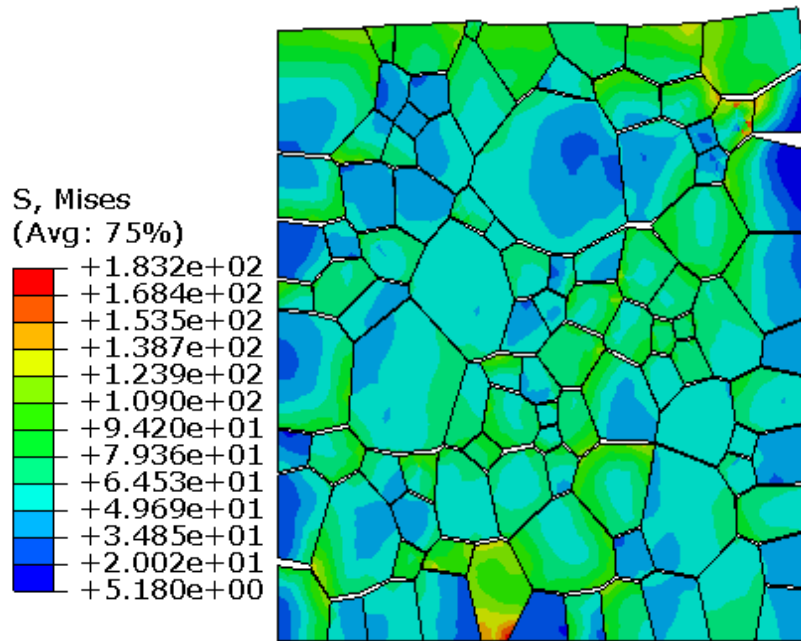 S, Mises
(Avg: 75%)
+1.832e+02
+1.684e+02
+1.535e+02
+1.387e+02
+1.239e+02
+1.090e+02
+9.420e+01
+7.936e+01
+6.453e+01
+4.969e+01
+3.485e+01
+2.002e+01
+5.180e+00